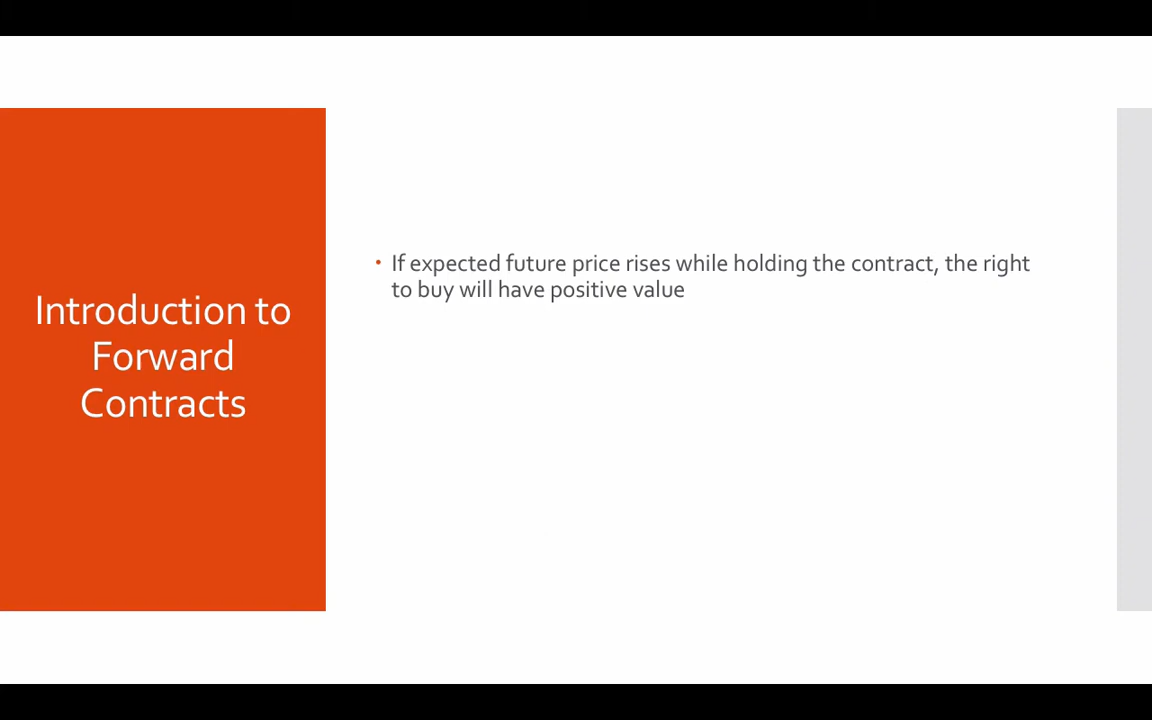 Introduction to
Forward
Contracts
• If expected future price rises while holding the contract, the right
to buy will have positive value